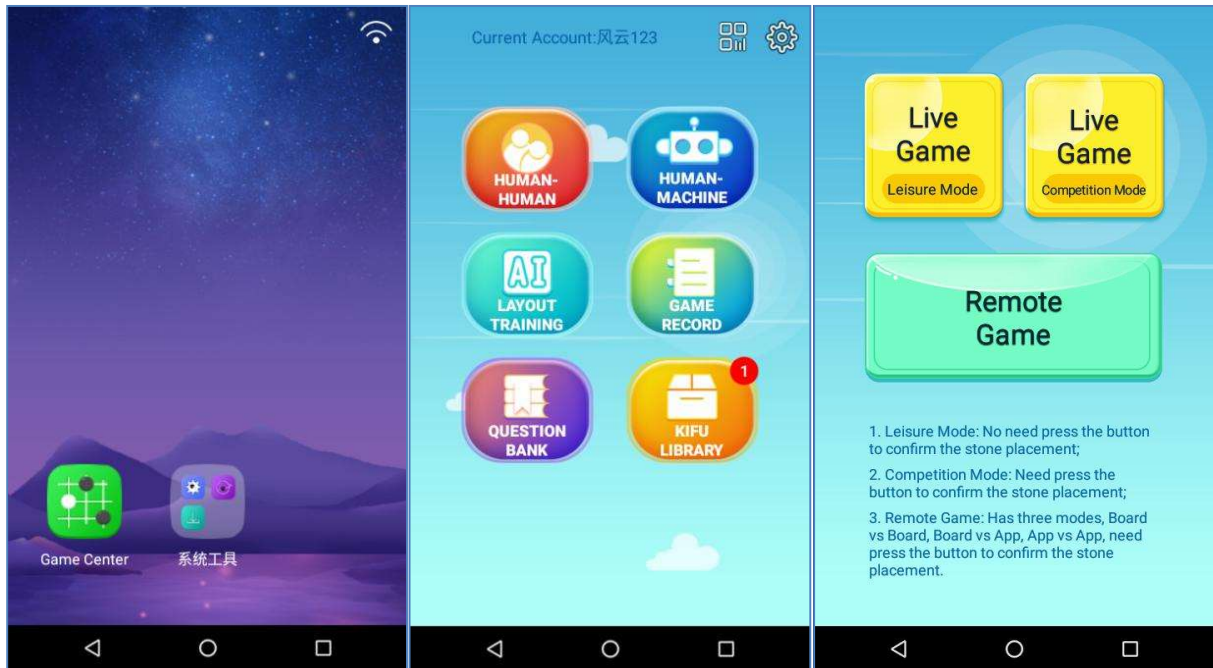 Game Center
系统工具
Current Account:风云123
HUMAN-
HUMAN
HUMAN-
MACHINE
AI
LAYOUT
TRAINING
GAME
RECORD
QUESTION
BANK
1
KIFU
LIBRARY
Live
Game
Leisure Mode
Live
Game
Competition Mode
Remote
Game
1. Leisure Mode: No need press the button
to confirm the stone placement;
2. Competition Mode: Need press the
button to confirm the stone placement;
3. Remote Game: Has three modes, Board
vs Board, Board vs App, App vs App, need
press the button to confirm the stone
placement.